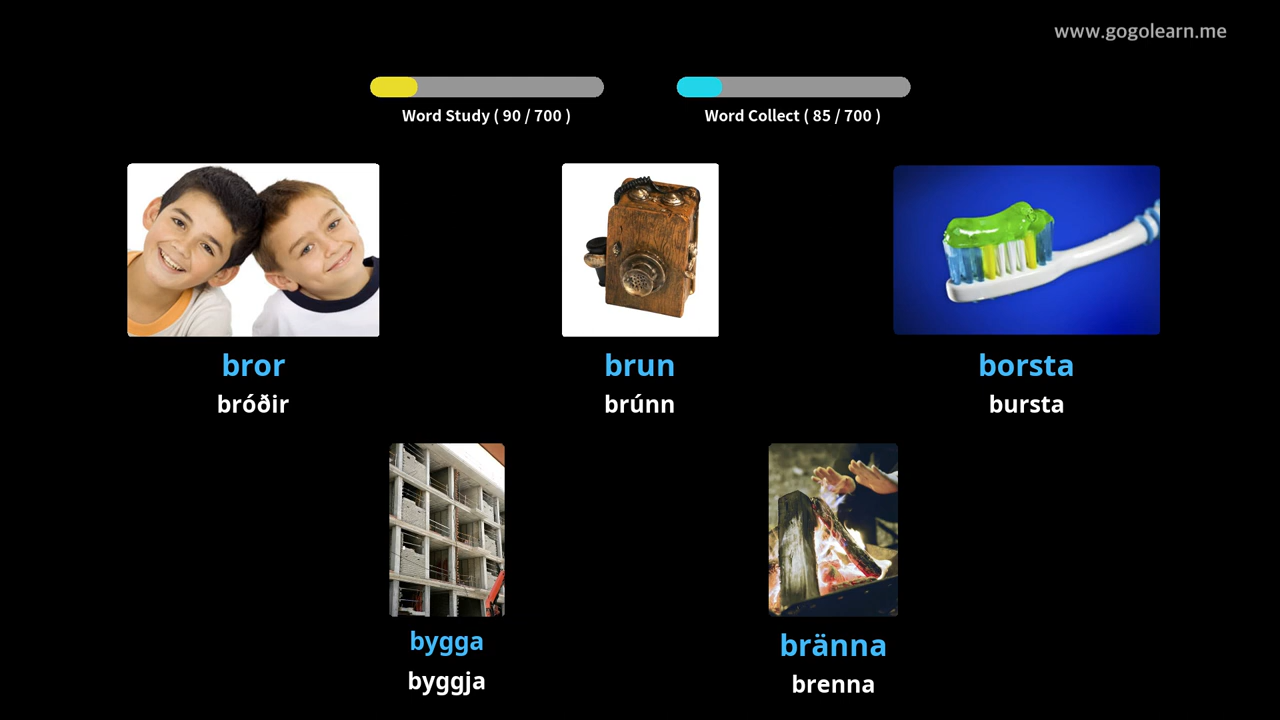 www.gogolearn.me
Word Study ( 90 / 700 )
Word Collect ( 85 / 700 )
bror
bróðir
brun
brúnn
borsta
bursta
bygga
byggja
bränna
brenna